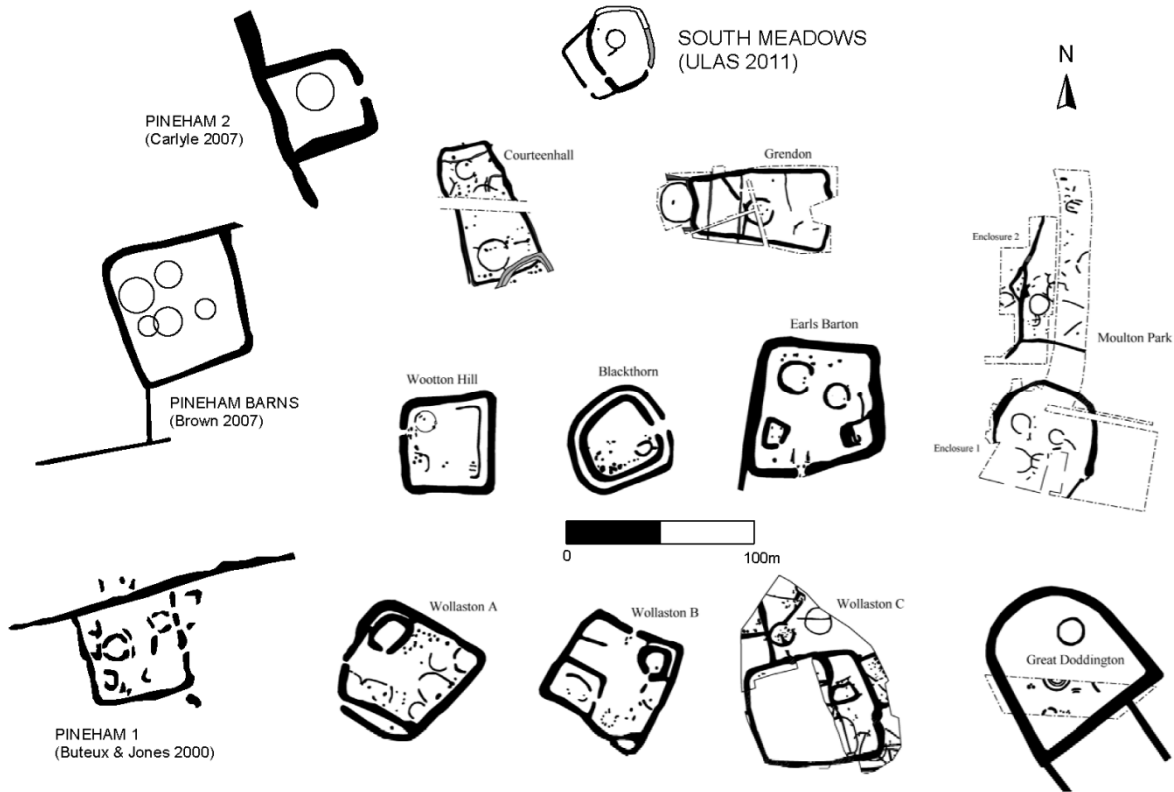 SOUTH MEADOWS
(ULAS 2011)
N
PINEHAM 2
(Carlyle 2007)
Courteenhall
Grendon
Enclosure 2
Moulton Park
Earls Barton
Wootton Hill
Blackthorn
PINEHAM BARNS
(Brown 2007)
Enclosure 1
0
100m
Wollaston A
Wollaston B
Wollaston C
Great Doddington
PINEHAM 1
(Buteux & Jones 2000)